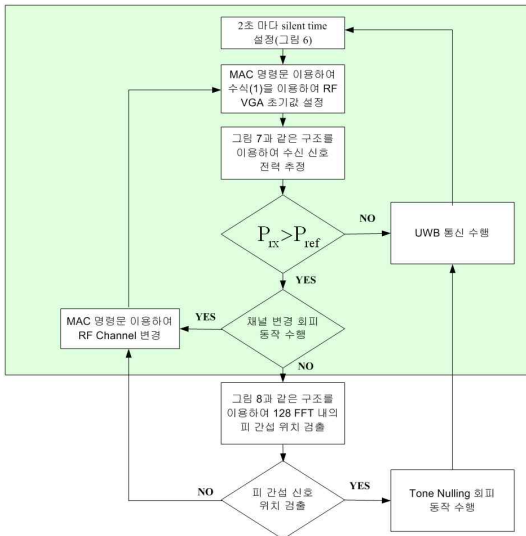 2초 마다 silent time
설정(그림 6)
MAC 명령문 이용하여
수식(1)을 이용하여 RF
VGA 초기값 설정
그림 7과 같은 구조를
이용하여 수신 신호
전력 추정
Prx>Pref
NO
UWB 통신 수행
YES
채널 변경 회피
동작 수행
YES
MAC 명령문 이용하여
RF Channel 변경
NO
그림 8과 같은 구조를
이용하여 128 FFT 내의
피 간섭 위치 검출
피 간섭 신호
위치 검출
NO
YES
Tone Nulling 회피
동작 수행